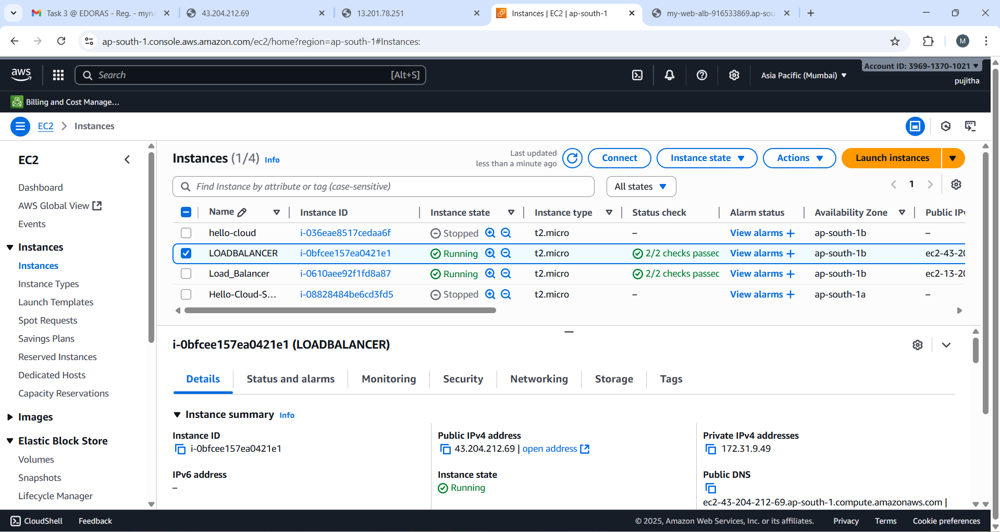 Task 3 @ EDORAS - Reg. - myna
43.204.212.69
13.201.78.251
Instances | EC2 | ap-south-1
my-web-alb-916533869.ap-sou
ap-south-1.console.aws.amazon.com/ec2/home?region=ap-south-1#Instances:
M
aws
Search
[Alt+S]
Asia Pacific (Mumbai)
Account ID: 3969-1370-1021
pujitha
Billing and Cost Manage...
EC2
Instances
EC2
Dashboard
AWS Global View
Events
Instances
Instances
Instance Types
Launch Templates
Spot Requests
Savings Plans
Reserved Instances
Dedicated Hosts
Capacity Reservations
Images
Elastic Block Store
Volumes
Snapshots
Lifecycle Manager
Instances (1/4) Info
Last updated
less than a minute ago
Connect
Instance state
Actions
Launch instances
Find Instance by attribute or tag (case-sensitive)
All states
1
Name Instance ID Instance state Instance type Status check Alarm status Availability Zone Public IPv
hello-cloud i-036eae8517cedaa6f Stopped t2.micro – View alarms + ap-south-1b –
LOADBALANCER i-0bfcee157ea0421e1 Running t2.micro 2/2 checks passec View alarms + ap-south-1b ec2-43-20
Load_Balancer i-0610aee92f1fd8a87 Running t2.micro 2/2 checks passec View alarms + ap-south-1b ec2-13-20
Hello-Cloud-S... i-08828484be6cd3fd5 Stopped t2.micro – View alarms + ap-south-1a –
i-0bfcee157ea0421e1 (LOADBALANCER)
Details
Status and alarms
Monitoring
Security
Networking
Storage
Tags
Instance summary Info
Instance ID
i-0bfcee157ea0421e1
Public IPv4 address
43.204.212.69 | open address
Private IPv4 addresses
172.31.9.49
IPv6 address
–
Instance state
Running
Public DNS
ec2-43-204-212-69.ap-south-1.compute.amazonaws.com |
CloudShell
Feedback
© 2025, Amazon Web Services, Inc. or its affiliates.
Privacy
Terms
Cookie preferences